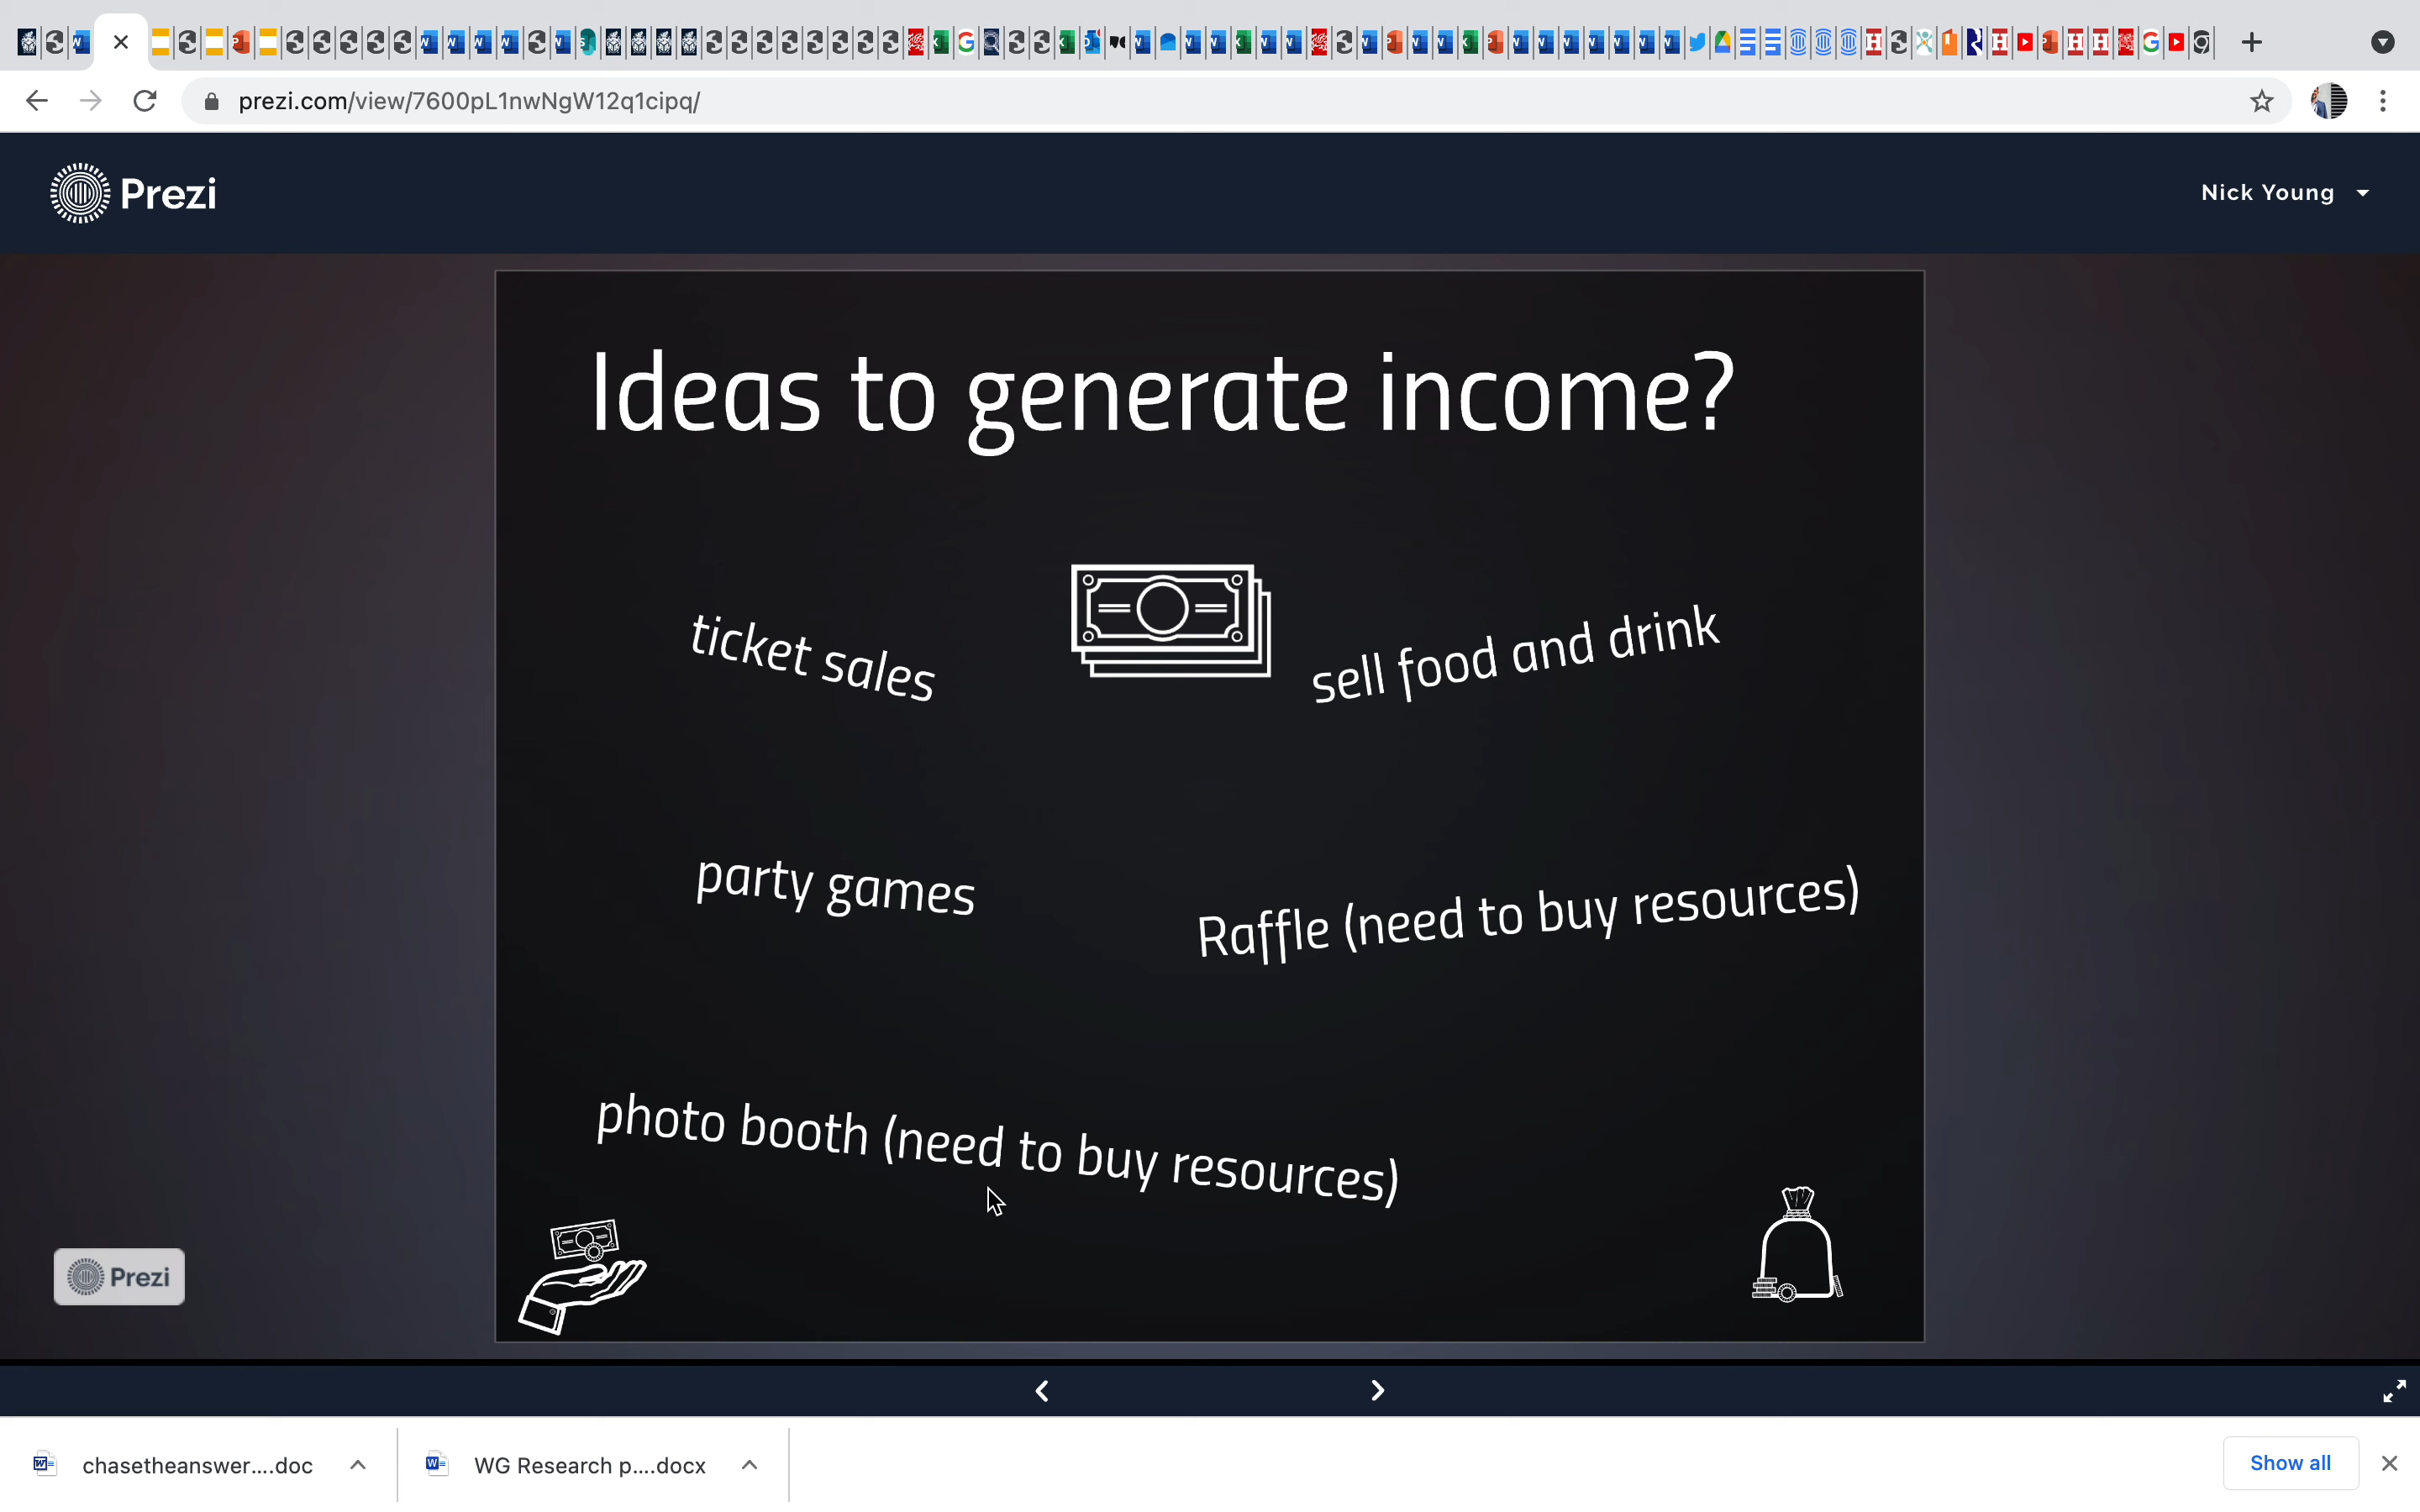 prezi.com/view/7600pL1nwNgW12q1cipq/
Prezi
Nick Young
Ideas to generate income?
ticket sales
sell food and drink
party games
Raffle (need to buy resources)
photo booth (need to buy resources)
Prezi
chasetheanswer....doc
WG Research p....docx
Show all